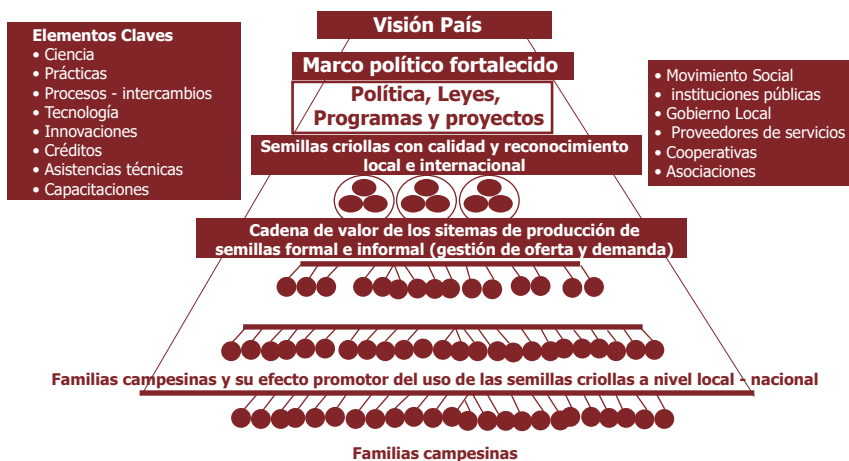 Visión País
Elementos Claves
• Ciencia
• Prácticas
• Procesos - intercambios
• Tecnología
• Innovaciones
• Créditos
• Asistencias técnicas
• Capacitaciones
Marco político fortalecido
Política, Leyes,
Programas y proyectos
Semillas criollas con calidad y reconocimiento
local e internacional
• Movimiento Social
• instituciones públicas
• Gobierno Local
• Proveedores de servicios
• Cooperativas
• Asociaciones
Cadena de valor de los sitemas de producción de
semillas formal e informal (gestión de oferta y demanda)
Familias campesinas y su efecto promotor del uso de las semillas criollas a nivel local - nacional
Familias campesinas